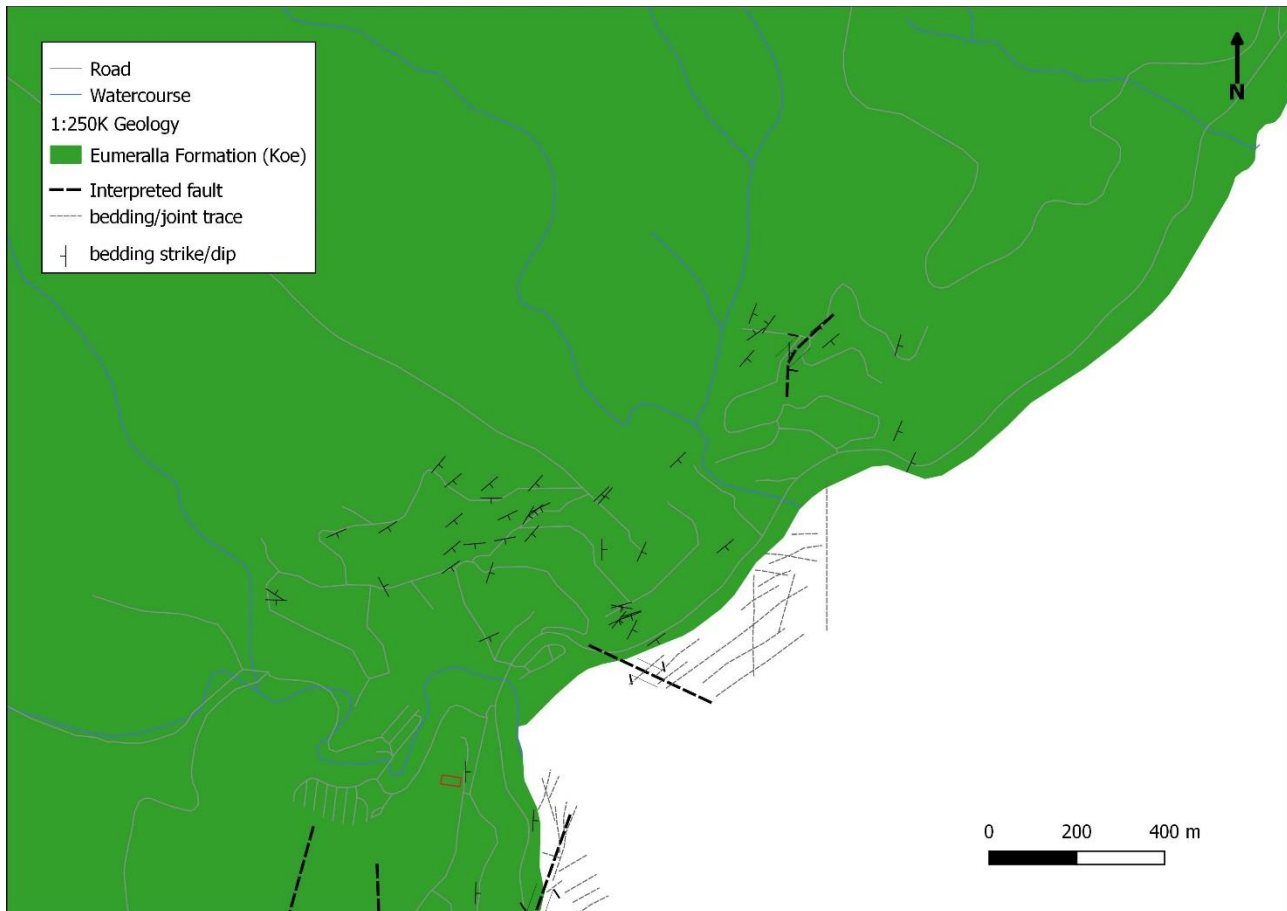 Road
Watercourse
1:250K Geology
Eumeralla Formation (Koe)
Interpreted fault
bedding/joint trace
bedding strike/dip
N
0 200 400 m